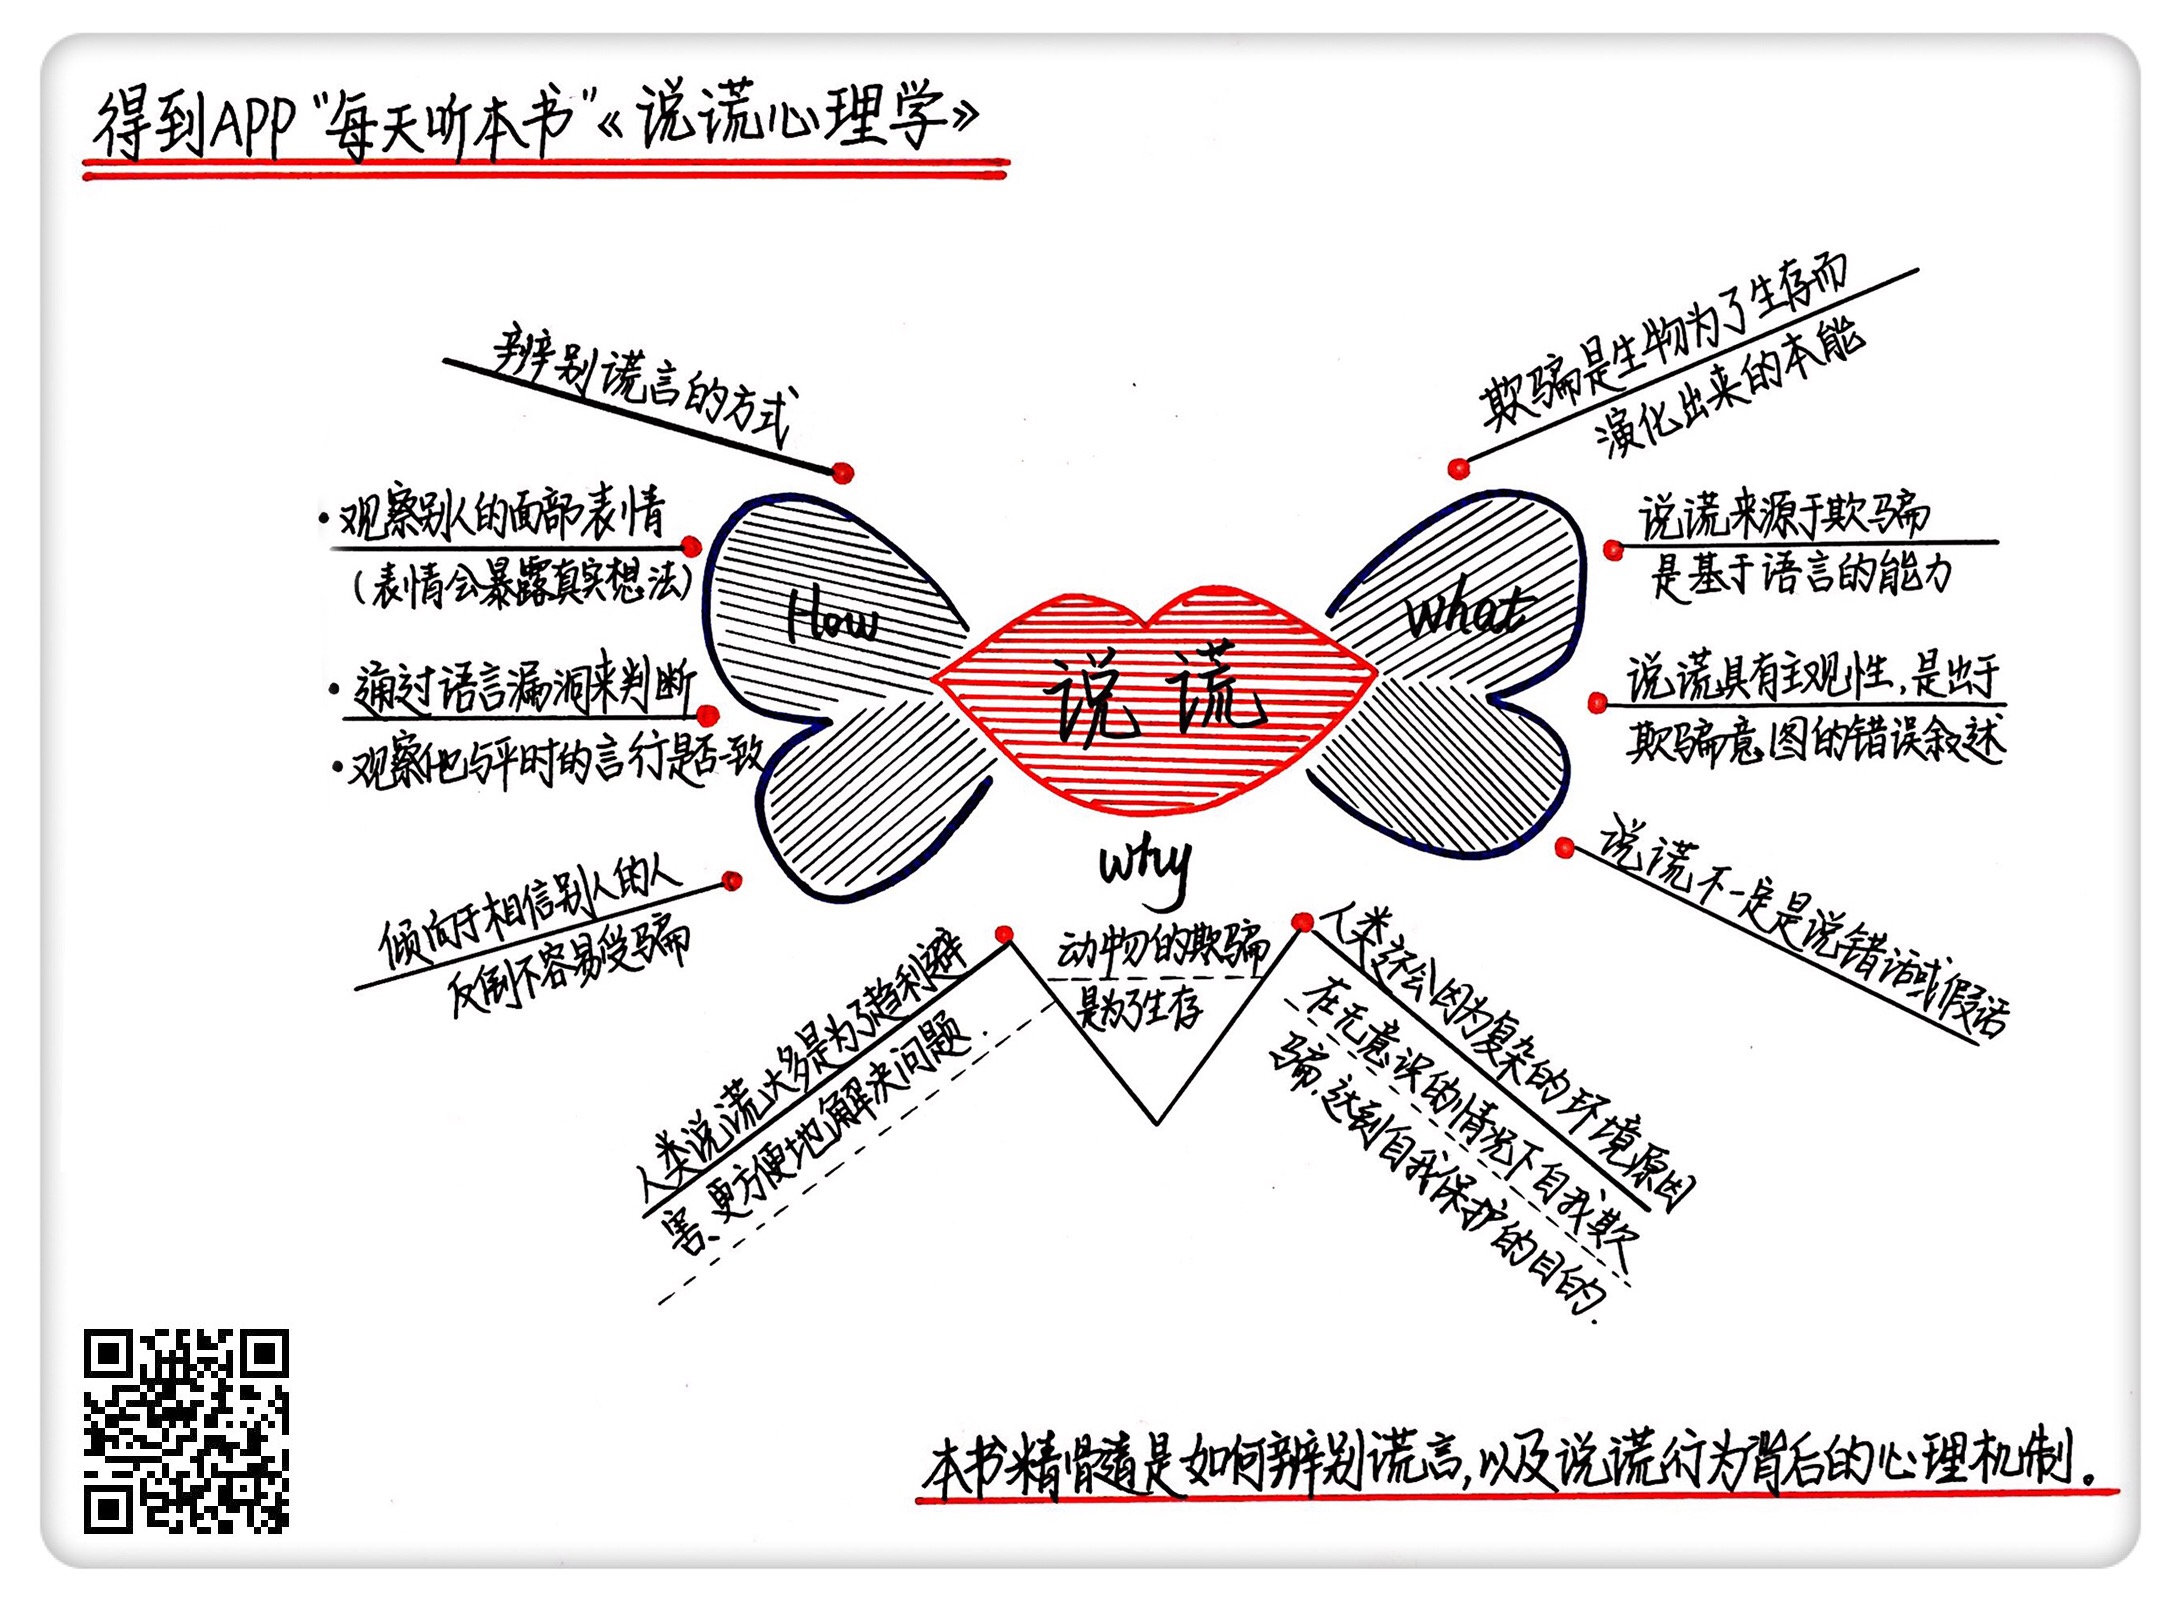 得到APP“每天听本书”《说谎心理学》
辨别谎言的方式
·观察别人的面部表情
(表情会暴露真实想法)
·通过语言漏洞来判断
·观察他与平时的言行是否一致
倾向于相信别人的人
反倒不容易受骗
How
说谎
what
欺骗是生物为了生存而
演化出来的本能
说谎来源于欺骗
是基于语言的能力
说谎具有主观性,是出于
欺骗意图的错误叙述
说谎不一定是说错话或假话
why
人类说谎大多是为了趋利避
害、更方便地解决问题.
动物的欺骗
是为了生存
人类还会因为复杂的环境原因
在无意识的情况下自我欺
骗.达到自我保护的目的.
本书精骨髓是如何辨别谎言,以及说谎行为背后的心理机制。